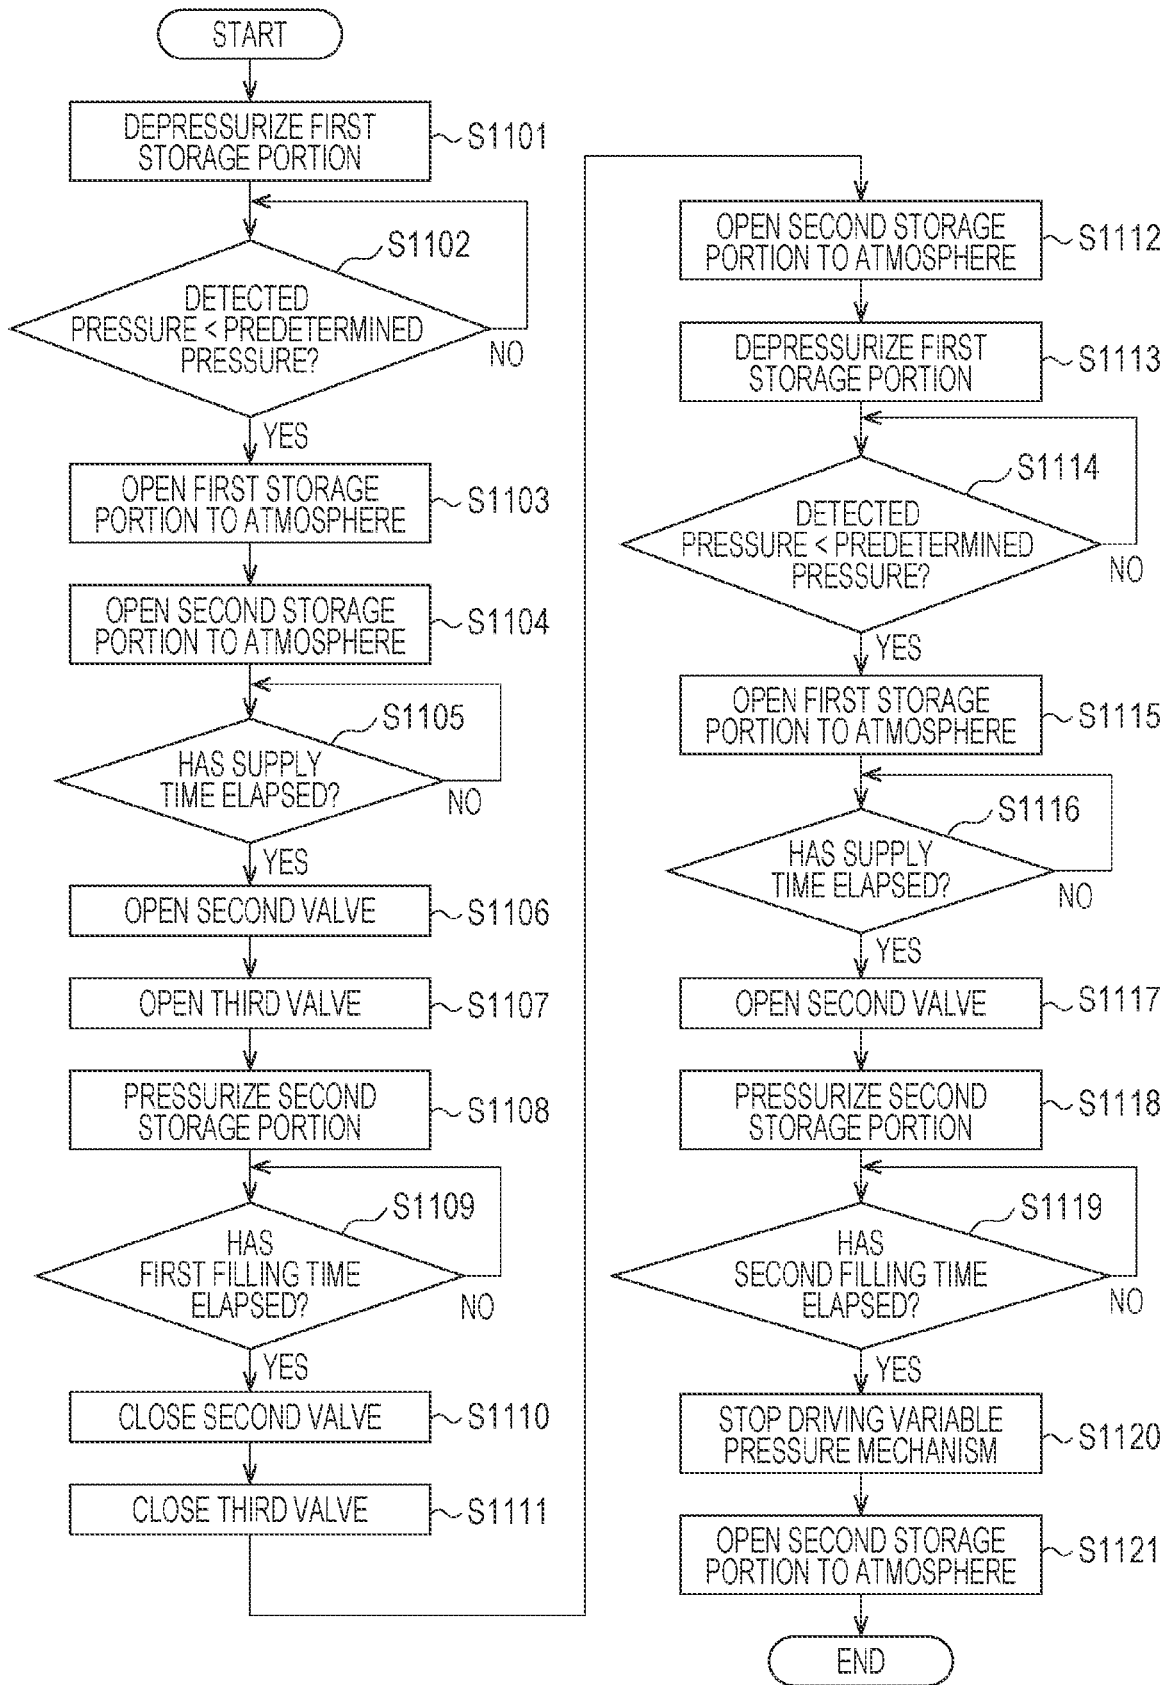 START
DEPRESSURIZE FIRST
STORAGE PORTION
S1101
S1102
DETECTED
PRESSURE < PREDETERMINED
PRESSURE?
NO
YES
OPEN FIRST STORAGE
PORTION TO ATMOSPHERE
S1103
OPEN SECOND STORAGE
PORTION TO ATMOSPHERE
S1104
S1105
HAS SUPPLY
TIME ELAPSED?
NO
YES
OPEN SECOND VALVE
S1106
OPEN THIRD VALVE
S1107
PRESSURIZE SECOND
STORAGE PORTION
S1108
S1109
HAS
FIRST FILLING TIME
ELAPSED?
NO
YES
CLOSE SECOND VALVE
S1110
CLOSE THIRD VALVE
S1111
OPEN SECOND STORAGE
PORTION TO ATMOSPHERE
S1112
DEPRESSURIZE FIRST
STORAGE PORTION
S1113
S1114
DETECTED
PRESSURE < PREDETERMINED
PRESSURE?
NO
YES
OPEN FIRST STORAGE
PORTION TO ATMOSPHERE
S1115
S1116
HAS SUPPLY
TIME ELAPSED?
NO
YES
OPEN SECOND VALVE
S1117
PRESSURIZE SECOND
STORAGE PORTION
S1118
S1119
HAS
SECOND FILLING TIME
ELAPSED?
NO
YES
STOP DRIVING VARIABLE
PRESSURE MECHANISM
S1120
OPEN SECOND STORAGE
PORTION TO ATMOSPHERE
S1121
END